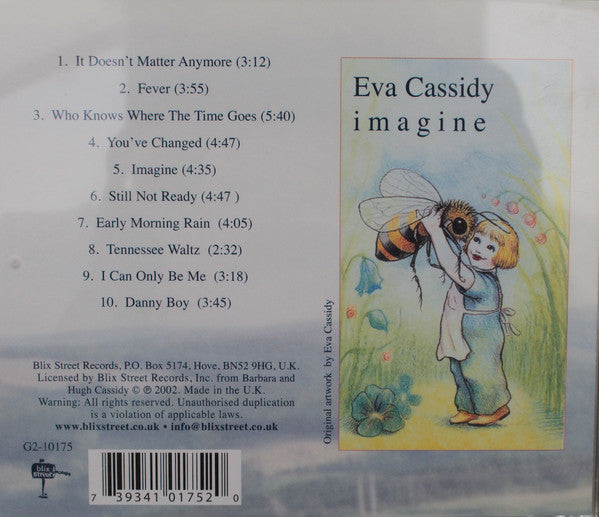 1. It Doesn't Matter Anymore (3:12)
2. Fever (3:55)
3. Who Knows Where The Time Goes (5:40)
4. You've Changed (4:47)
5. Imagine (4:35)
6. Still Not Ready (4:47 )
7. Early Morning Rain (4:05)
8. Tennessee Waltz (2:32)
9. I Can Only Be Me (3:18)
10. Danny Boy (3:45)
Eva Cassidy
imagine
Original artwork by Eva Cassidy
Blix Street Records, P.O. Box 5174, Hove, BN52 9HG, U.K.
Licensed by Blix Street Records, Inc. from Barbara and
Hugh Cassidy © ℗ 2002. Made in the U.K.
Warning: All rights reserved. Unauthorised duplication
is a violation of applicable laws.
www.blixstreet.co.uk • info@blixstreet.co.uk
G2-10175
blix
street
7 39341 01752 0